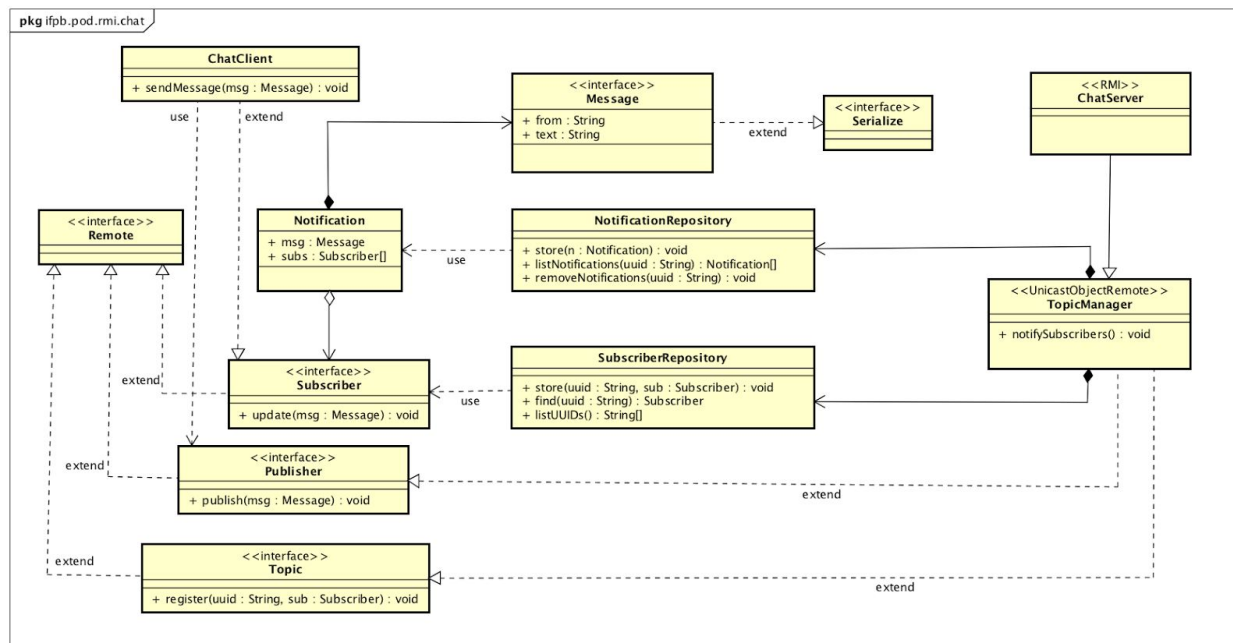 pkg ifpb.pod.rmi.chat
ChatClient
+ sendMessage(msg : Message) : void
use
extend
<<interface>>
Message
+ from : String
+ text : String
extend
<<interface>>
Serialize
<<RMI>>
ChatServer
<<interface>>
Remote
Notification
+ msg : Message
+ subs : Subscriber[]
use
NotificationRepository
+ store(n : Notification) : void
+ listNotifications(uuid : String) : Notification[]
+ removeNotifications(uuid : String) : void
<<UnicastObjectRemote>>
TopicManager
+ notifySubscribers() : void
extend
<<interface>>
Subscriber
+ update(msg : Message) : void
use
SubscriberRepository
+ store(uuid : String, sub : Subscriber) : void
+ find(uuid : String) : Subscriber
+ listUUIDs() : String[]
extend
<<interface>>
Publisher
+ publish(msg : Message) : void
extend
extend
<<interface>>
Topic
+ register(uuid : String, sub : Subscriber) : void
extend